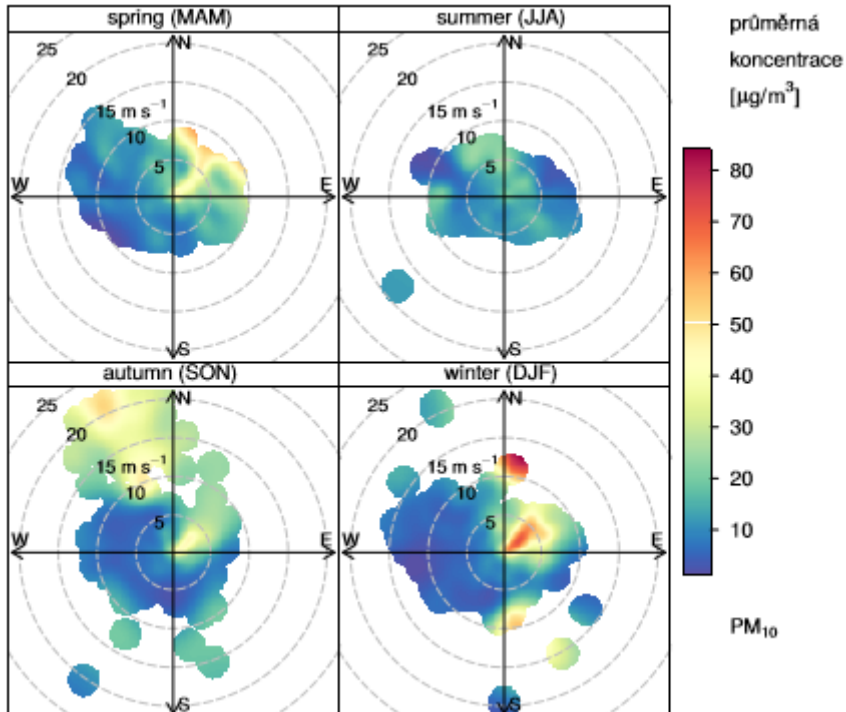 spring (MAM)
25
20
15 m s⁻¹
10
5
N
W
E
S
summer (JJA)
25
20
15 m s⁻¹
10
5
N
W
E
S
průměrná
koncentrace
[µg/m³]
80
70
60
50
40
30
20
10
PM₁₀
autumn (SON)
25
20
15 m s⁻¹
10
5
N
W
E
S
winter (DJF)
25
20
15 m s⁻¹
10
5
N
W
E
S